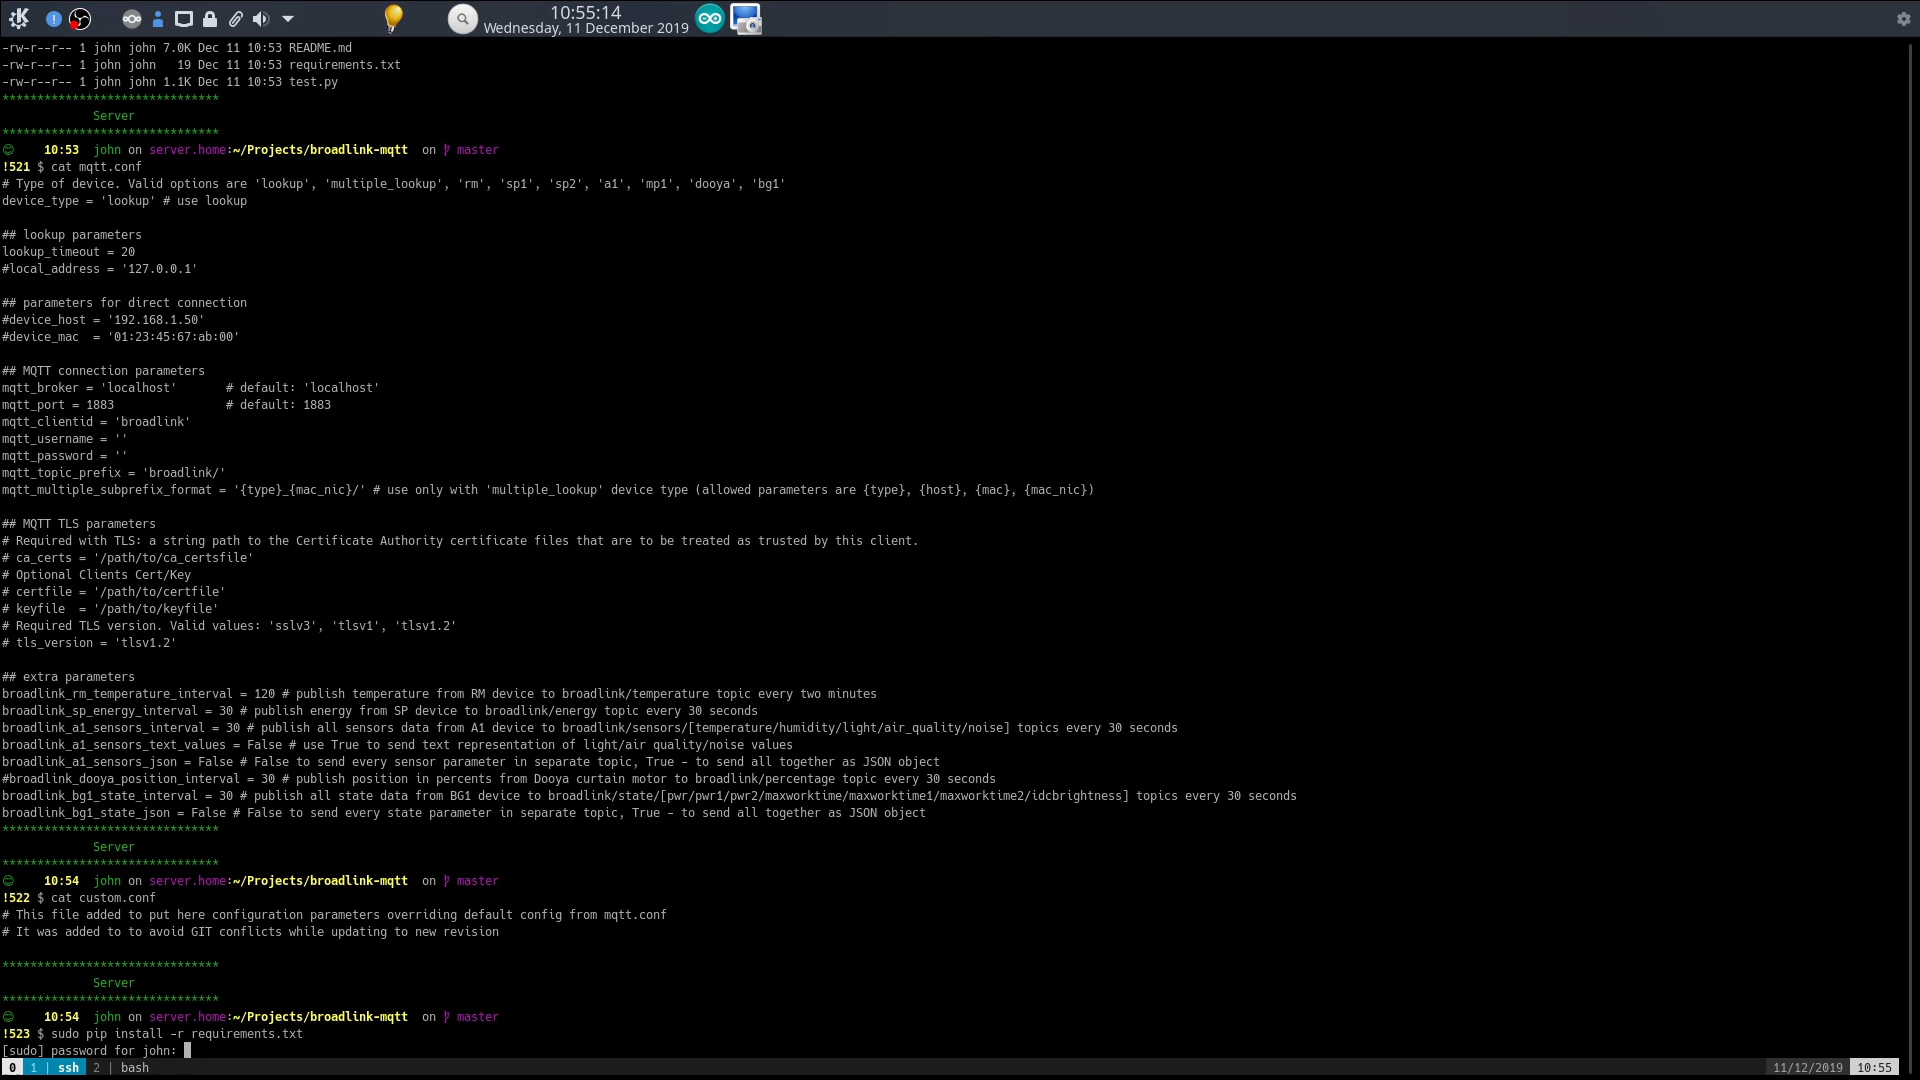 10:55:14
Wednesday, 11 December 2019
-rw-r--r-- 1 john john 7.0K Dec 11 10:53 README.md
-rw-r--r-- 1 john john   19 Dec 11 10:53 requirements.txt
-rw-r--r-- 1 john john 1.1K Dec 11 10:53 test.py
*******************************
             Server
*******************************
10:53  john on server.home:~/Projects/broadlink-mqtt  on master
!521 $ cat mqtt.conf
# Type of device. Valid options are 'lookup', 'multiple_lookup', 'rm', 'sp1', 'sp2', 'a1', 'mp1', 'dooya', 'bg1'
device_type = 'lookup' # use lookup

## lookup parameters
lookup_timeout = 20
#local_address = '127.0.0.1'

## parameters for direct connection
#device_host = '192.168.1.50'
#device_mac  = '01:23:45:67:ab:00'

## MQTT connection parameters
mqtt_broker = 'localhost'       # default: 'localhost'
mqtt_port = 1883                # default: 1883
mqtt_clientid = 'broadlink'
mqtt_username = ''
mqtt_password = ''
mqtt_topic_prefix = 'broadlink/'
mqtt_multiple_subprefix_format = '{type}_{mac_nic}/' # use only with 'multiple_lookup' device type (allowed parameters are {type}, {host}, {mac}, {mac_nic})

## MQTT TLS parameters
# Required with TLS: a string path to the Certificate Authority certificate files that are to be treated as trusted by this client.
# ca_certs = '/path/to/ca_certsfile'
# Optional Clients Cert/Key
# certfile = '/path/to/certfile'
# keyfile  = '/path/to/keyfile'
# Required TLS version. Valid values: 'sslv3', 'tlsv1', 'tlsv1.2'
# tls_version = 'tlsv1.2'

## extra parameters
broadlink_rm_temperature_interval = 120 # publish temperature from RM device to broadlink/temperature topic every two minutes
broadlink_sp_energy_interval = 30 # publish energy from SP device to broadlink/energy topic every 30 seconds
broadlink_a1_sensors_interval = 30 # publish all sensors data from A1 device to broadlink/sensors/[temperature/humidity/light/air_quality/noise] topics every 30 seconds
broadlink_a1_sensors_text_values = False # use True to send text representation of light/air quality/noise values
broadlink_a1_sensors_json = False # False to send every sensor parameter in separate topic, True - to send all together as JSON object
#broadlink_dooya_position_interval = 30 # publish position in percents from Dooya curtain motor to broadlink/percentage topic every 30 seconds
broadlink_bg1_state_interval = 30 # publish all state data from BG1 device to broadlink/state/[pwr/pwr1/pwr2/maxworktime/maxworktime1/maxworktime2/idcbrightness] topics every 30 seconds
broadlink_bg1_state_json = False # False to send every state parameter in separate topic, True - to send all together as JSON object
*******************************
             Server
*******************************
10:54  john on server.home:~/Projects/broadlink-mqtt  on master
!522 $ cat custom.conf
# This file added to put here configuration parameters overriding default config from mqtt.conf
# It was added to to avoid GIT conflicts while updating to new revision

*******************************
             Server
*******************************
10:54  john on server.home:~/Projects/broadlink-mqtt  on master
!523 $ sudo pip install -r requirements.txt
[sudo] password for john:
0 1 | ssh 2 | bash 11/12/2019 10:55